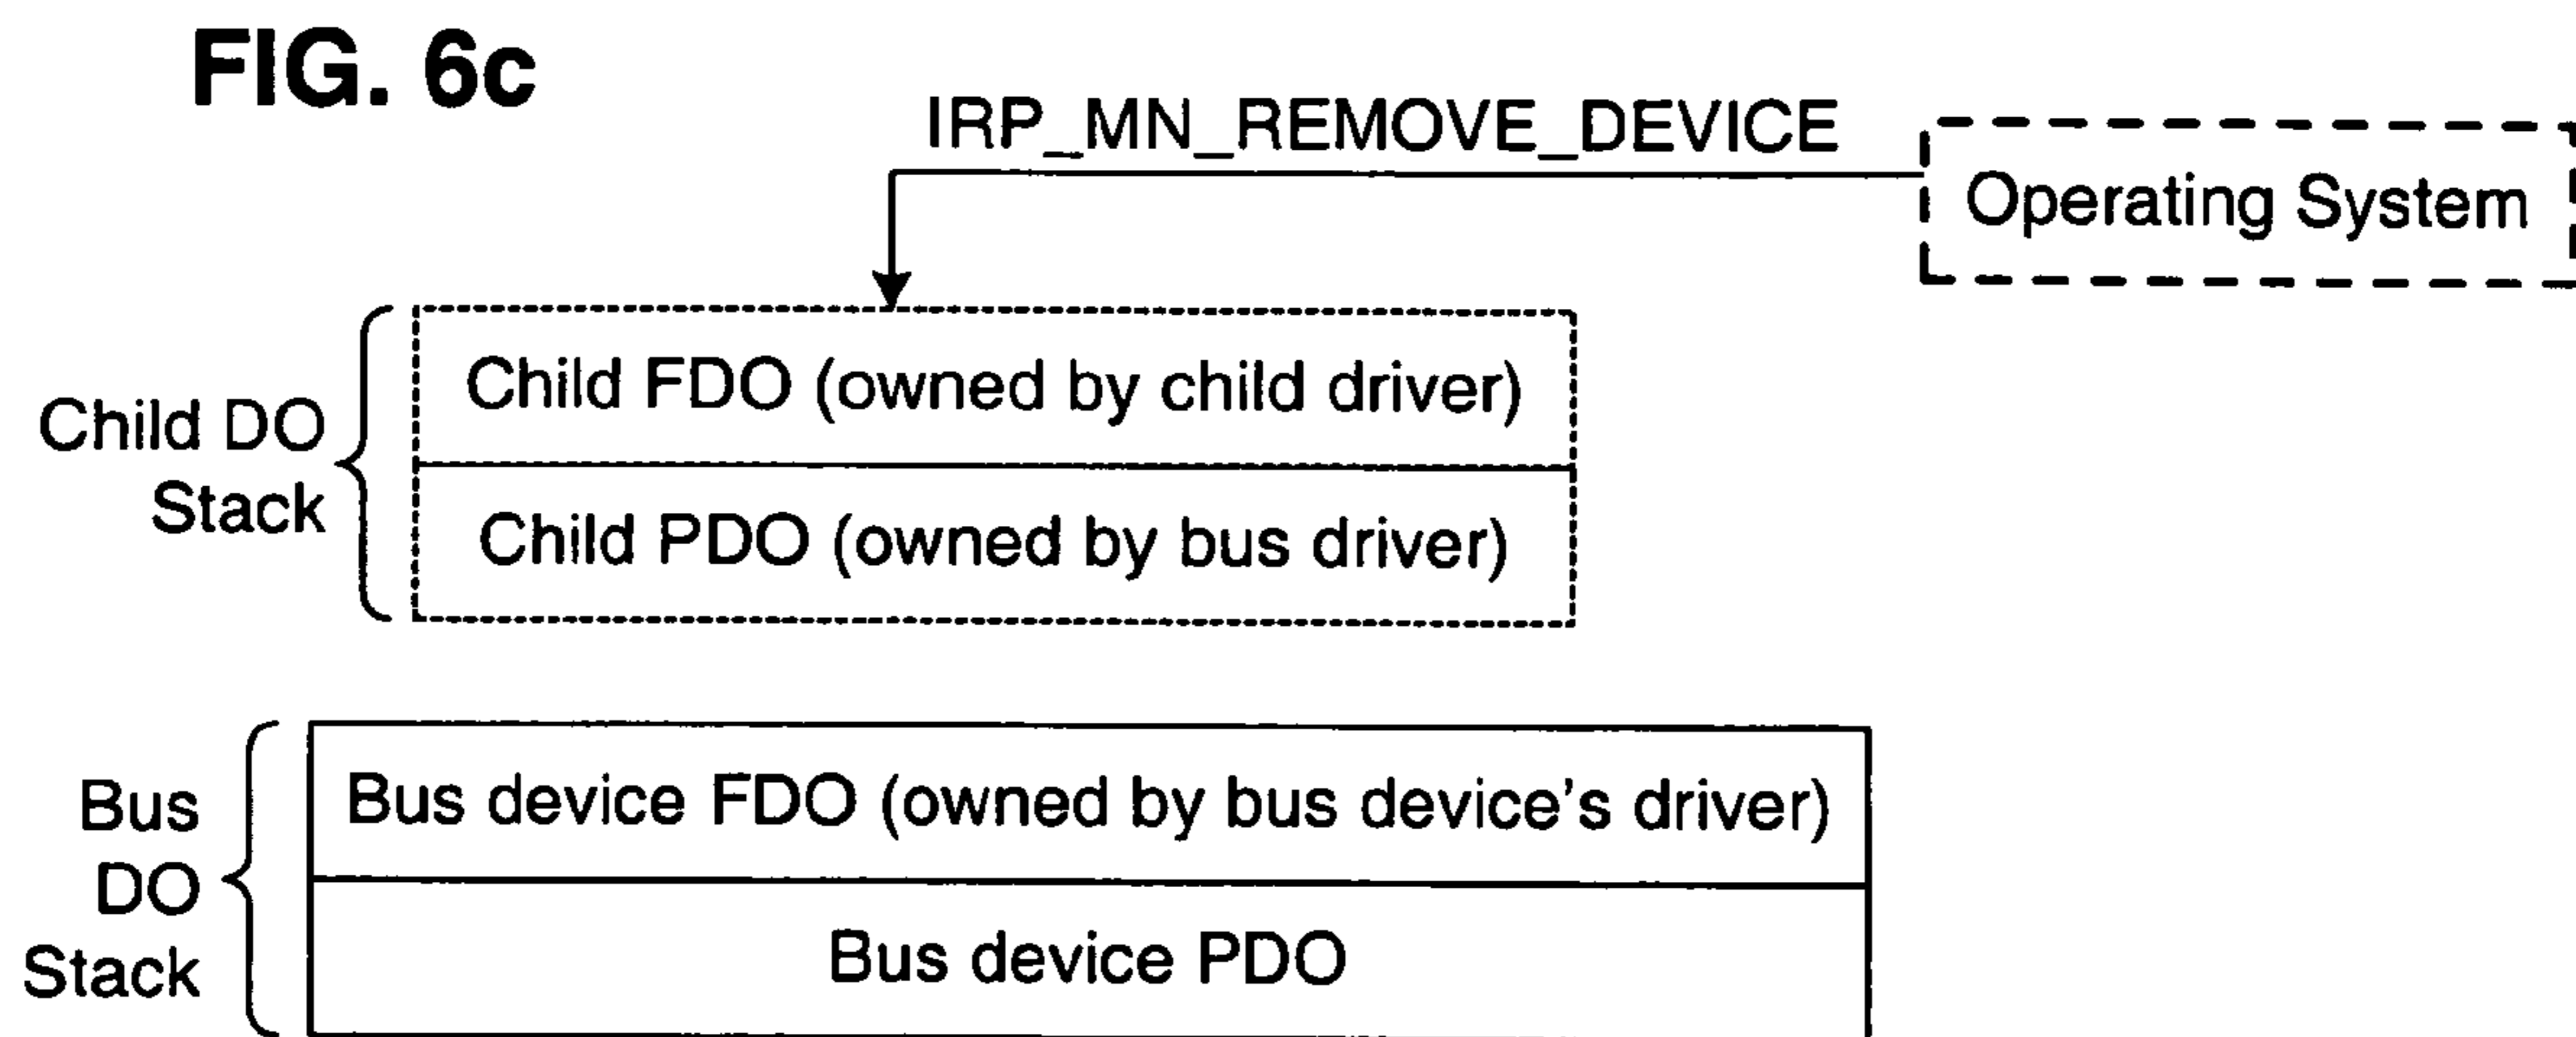 FIG. 6c
IRP_MN_REMOVE_DEVICE
Operating System
Child DO
Stack
Child FDO (owned by child driver)
Child PDO (owned by bus driver)
Bus
DO
Stack
Bus device FDO (owned by bus device's driver)
Bus device PDO